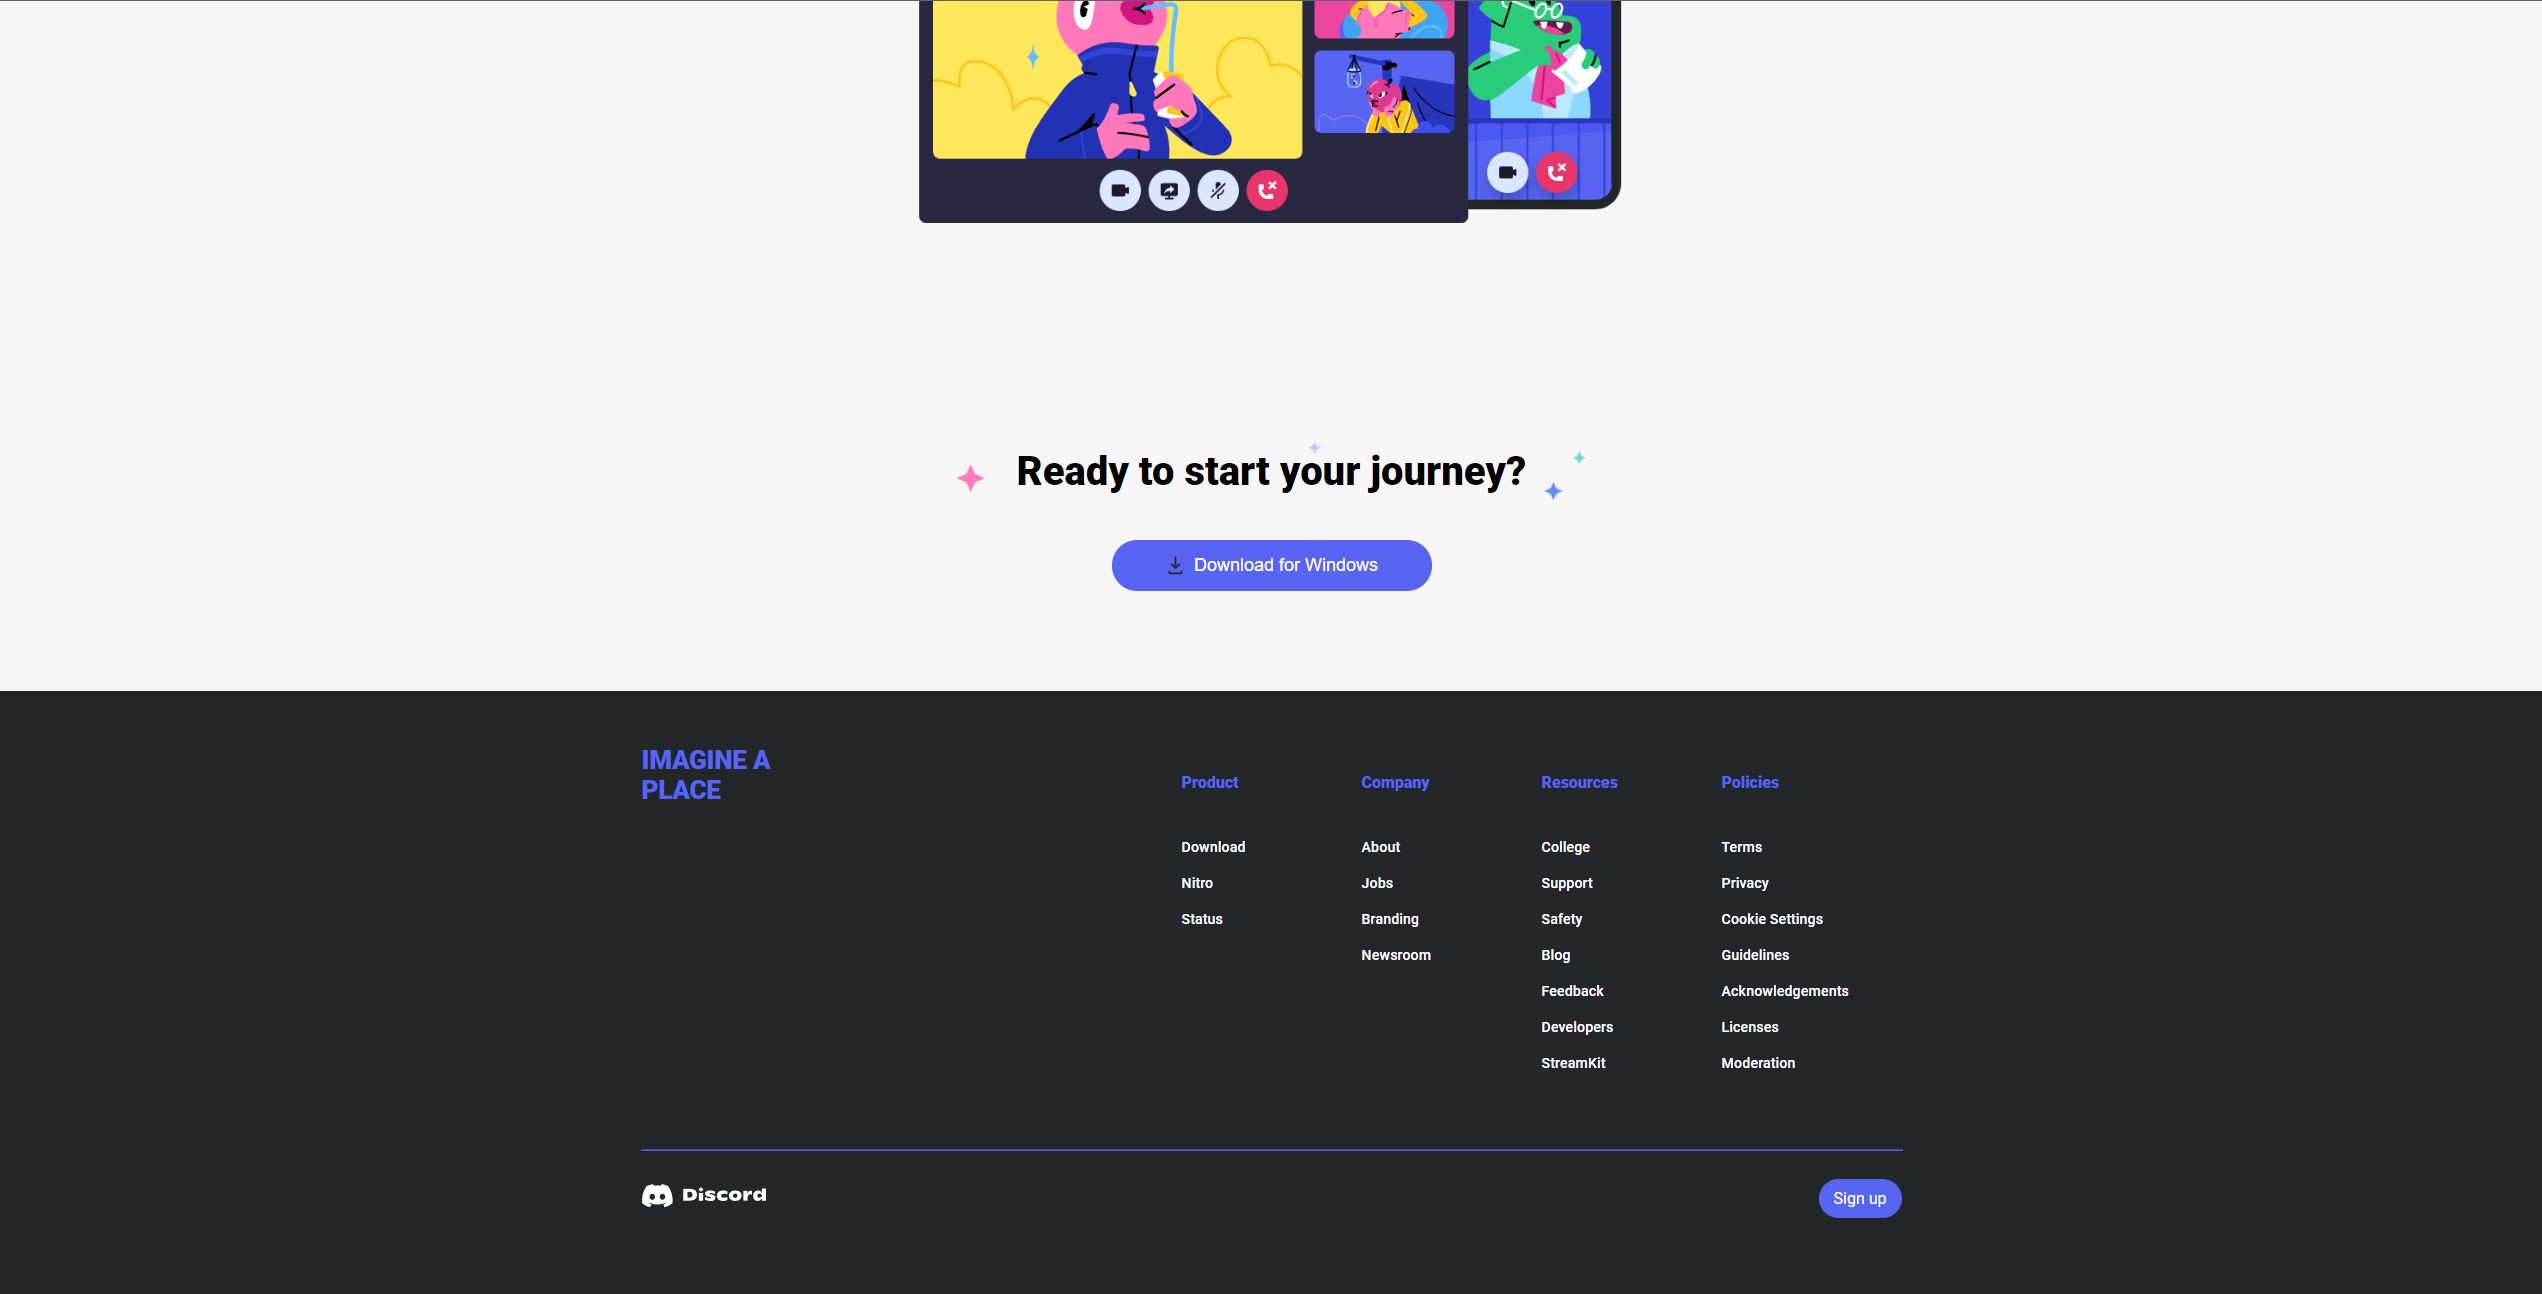 Ready to start your journey?
Download for Windows
IMAGINE A
PLACE
Product
Download
Nitro
Status
Company
About
Jobs
Branding
Newsroom
Resources
College
Support
Safety
Blog
Feedback
Developers
StreamKit
Policies
Terms
Privacy
Cookie Settings
Guidelines
Acknowledgements
Licenses
Moderation
Discord
Sign up